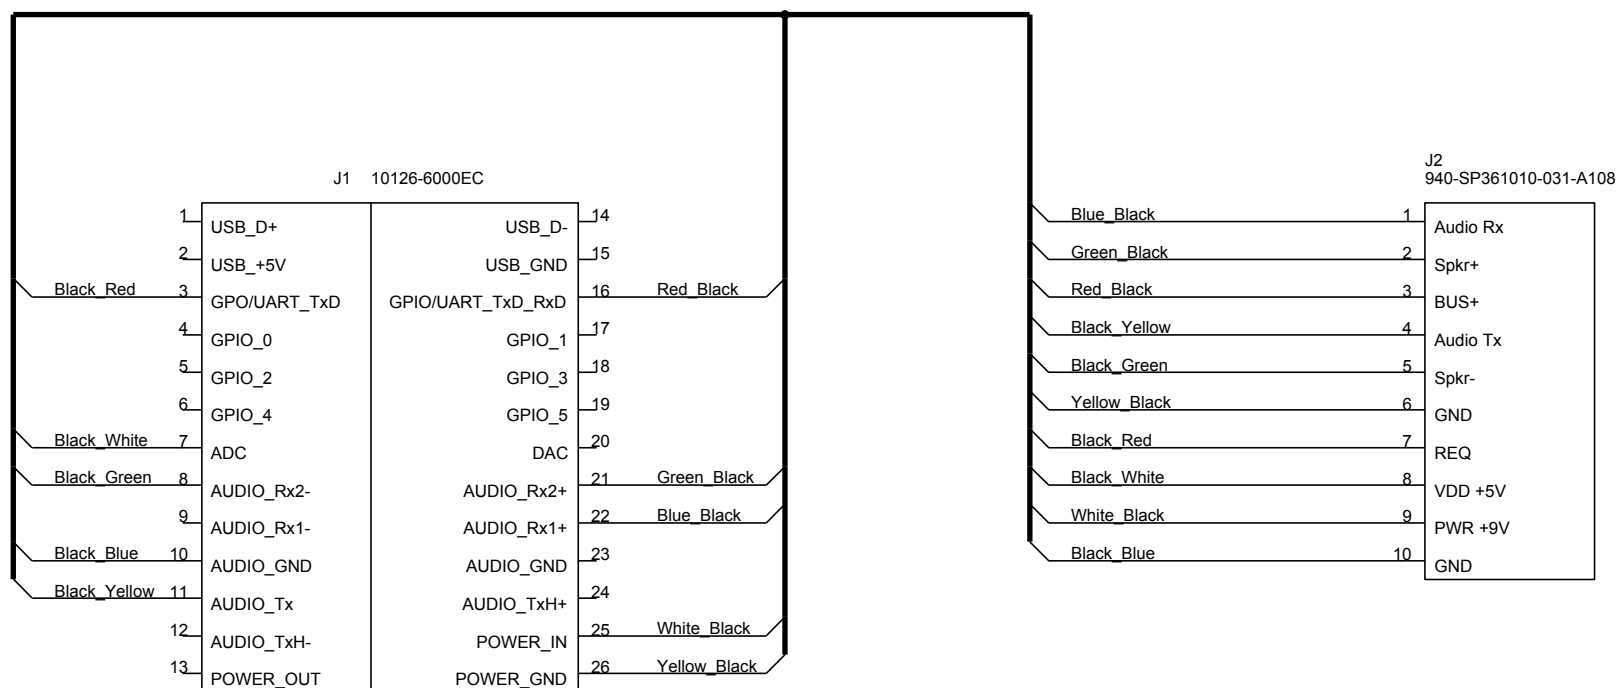 J2
940-SP361010-031-A108
J1 10126-6000EC
1 USB_D+ USB_D- 14
2 USB_+5V USB_GND 15
Black_Red 3 GPO/UART_TxD GPIO/UART_TxD_RxD 16 Red_Black
4 GPIO_0 GPIO_1 17
5 GPIO_2 GPIO_3 18
6 GPIO_4 GPIO_5 19
Black_White 7 ADC DAC 20
Black_Green 8 AUDIO_Rx2- AUDIO_Rx2+ 21 Green_Black
9 AUDIO_Rx1- AUDIO_Rx1+ 22 Blue_Black
Black_Blue 10 AUDIO_GND AUDIO_GND 23
Black_Yellow 11 AUDIO_Tx AUDIO_TxH+ 24
12 AUDIO_TxH- POWER_IN 25 White_Black
13 POWER_OUT POWER_GND 26 Yellow_Black
Blue_Black 1 Audio Rx
Green_Black 2 Spkr+
Red_Black 3 BUS+
Black_Yellow 4 Audio Tx
Black_Green 5 Spkr-
Yellow_Black 6 GND
Black_Red 7 REQ
Black_White 8 VDD +5V
White_Black 9 PWR +9V
Black_Blue 10 GND